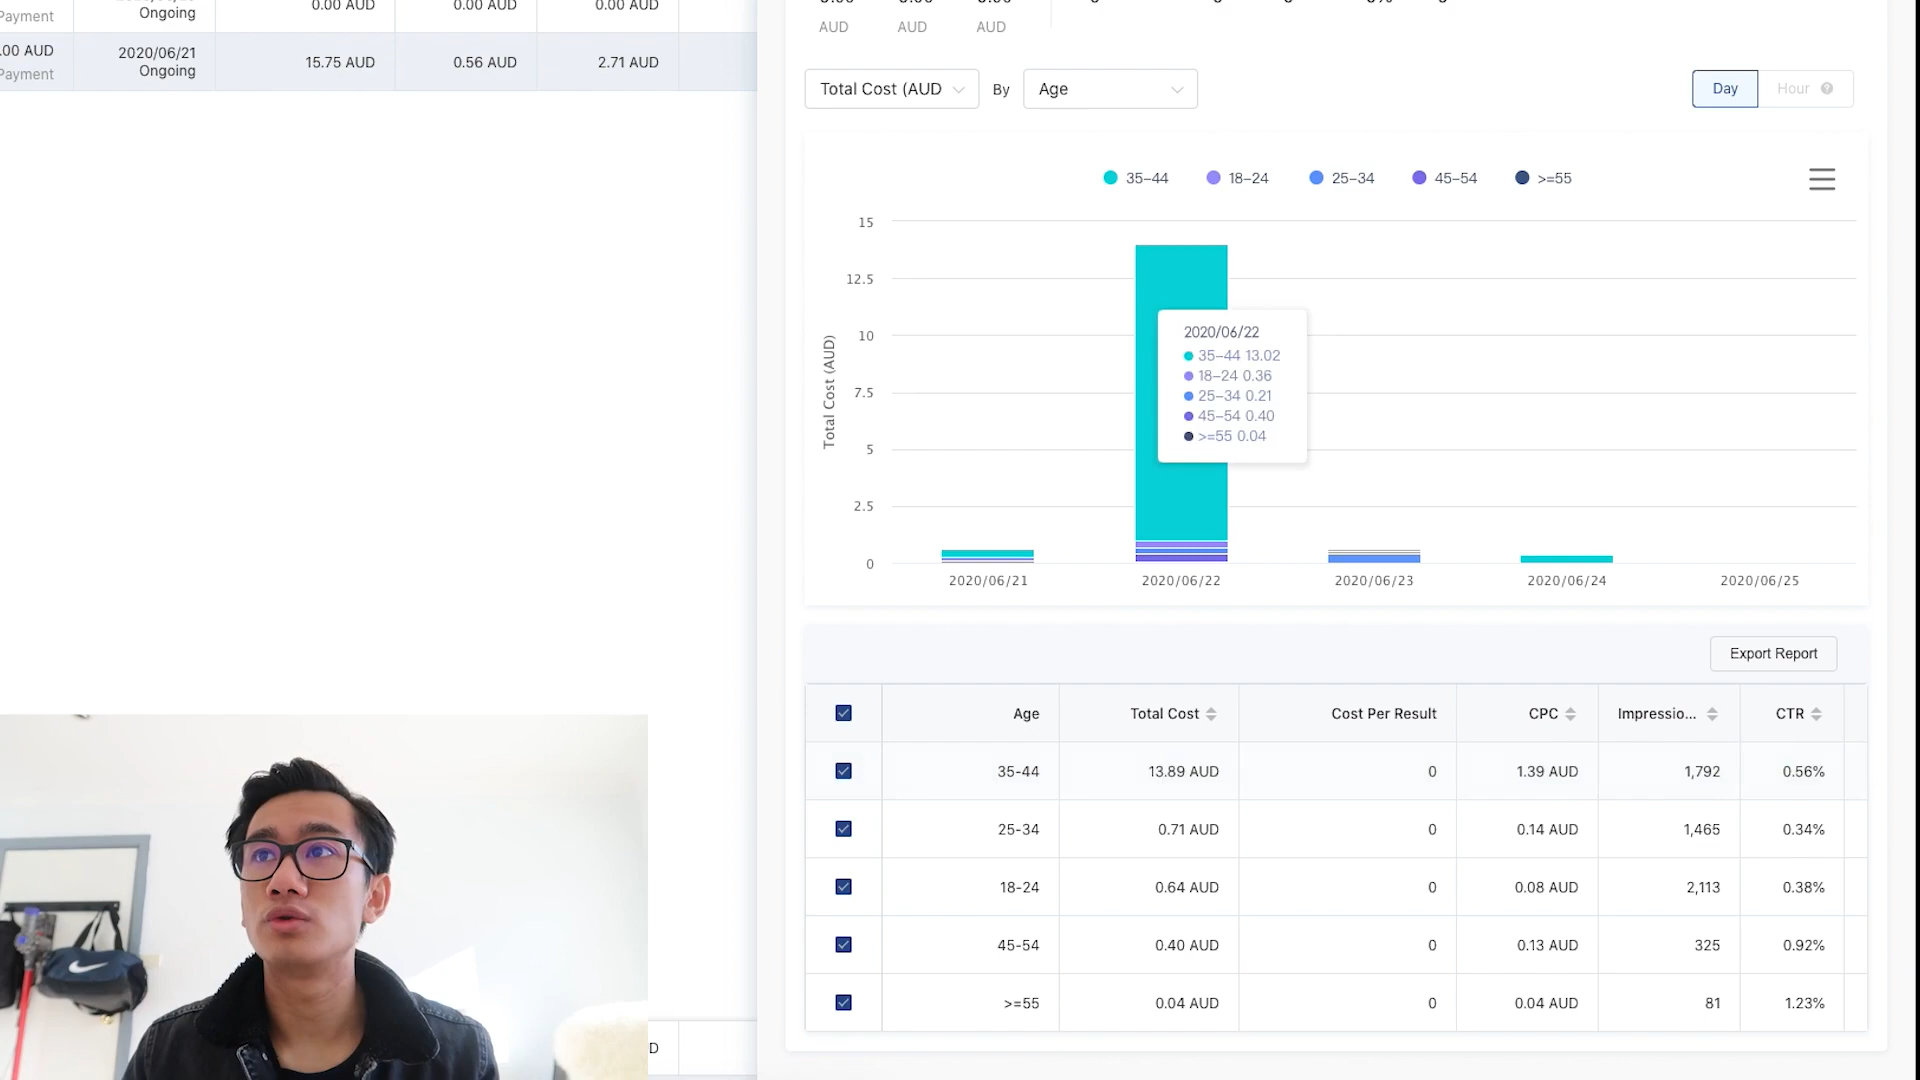 Payment
Ongoing
0.00 AUD
0.00 AUD
0.00 AUD
.00 AUD
Payment
2020/06/21
Ongoing
15.75 AUD
0.56 AUD
2.71 AUD
AUD
AUD
AUD
Total Cost (AUD
By
Age
Day
Hour
35–44
18–24
25–34
45–54
>=55
15
12.5
10
7.5
5
2.5
0
Total Cost (AUD)
2020/06/22
35–44 13.02
18–24 0.36
25–34 0.21
45–54 0.40
>=55 0.04
2020/06/21
2020/06/22
2020/06/23
2020/06/24
2020/06/25
Export Report
Age Total Cost Cost Per Result CPC Impressio... CTR
35-44 13.89 AUD 0 1.39 AUD 1,792 0.56%
25-34 0.71 AUD 0 0.14 AUD 1,465 0.34%
18-24 0.64 AUD 0 0.08 AUD 2,113 0.38%
45-54 0.40 AUD 0 0.13 AUD 325 0.92%
>=55 0.04 AUD 0 0.04 AUD 81 1.23%
D